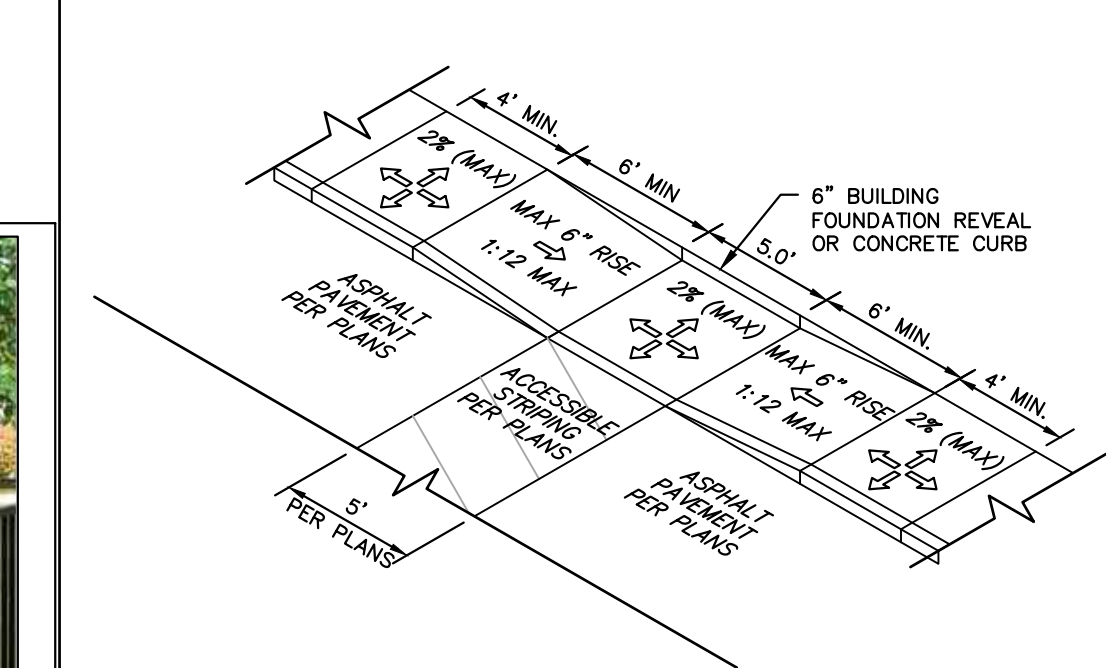 4' MIN.
6' MIN
5.0'
6' MIN.
4' MIN.
6" BUILDING
FOUNDATION REVEAL
OR CONCRETE CURB
2% (MAX)
MAX 6" RISE
1:12 MAX
2% (MAX)
MAX 6" RISE
1:12 MAX
2% (MAX)
ASPHALT
PAVEMENT
PER PLANS
ACCESSIBLE
STRIPING
PER PLANS
ASPHALT
PAVEMENT
PER PLANS
5'
PER PLANS